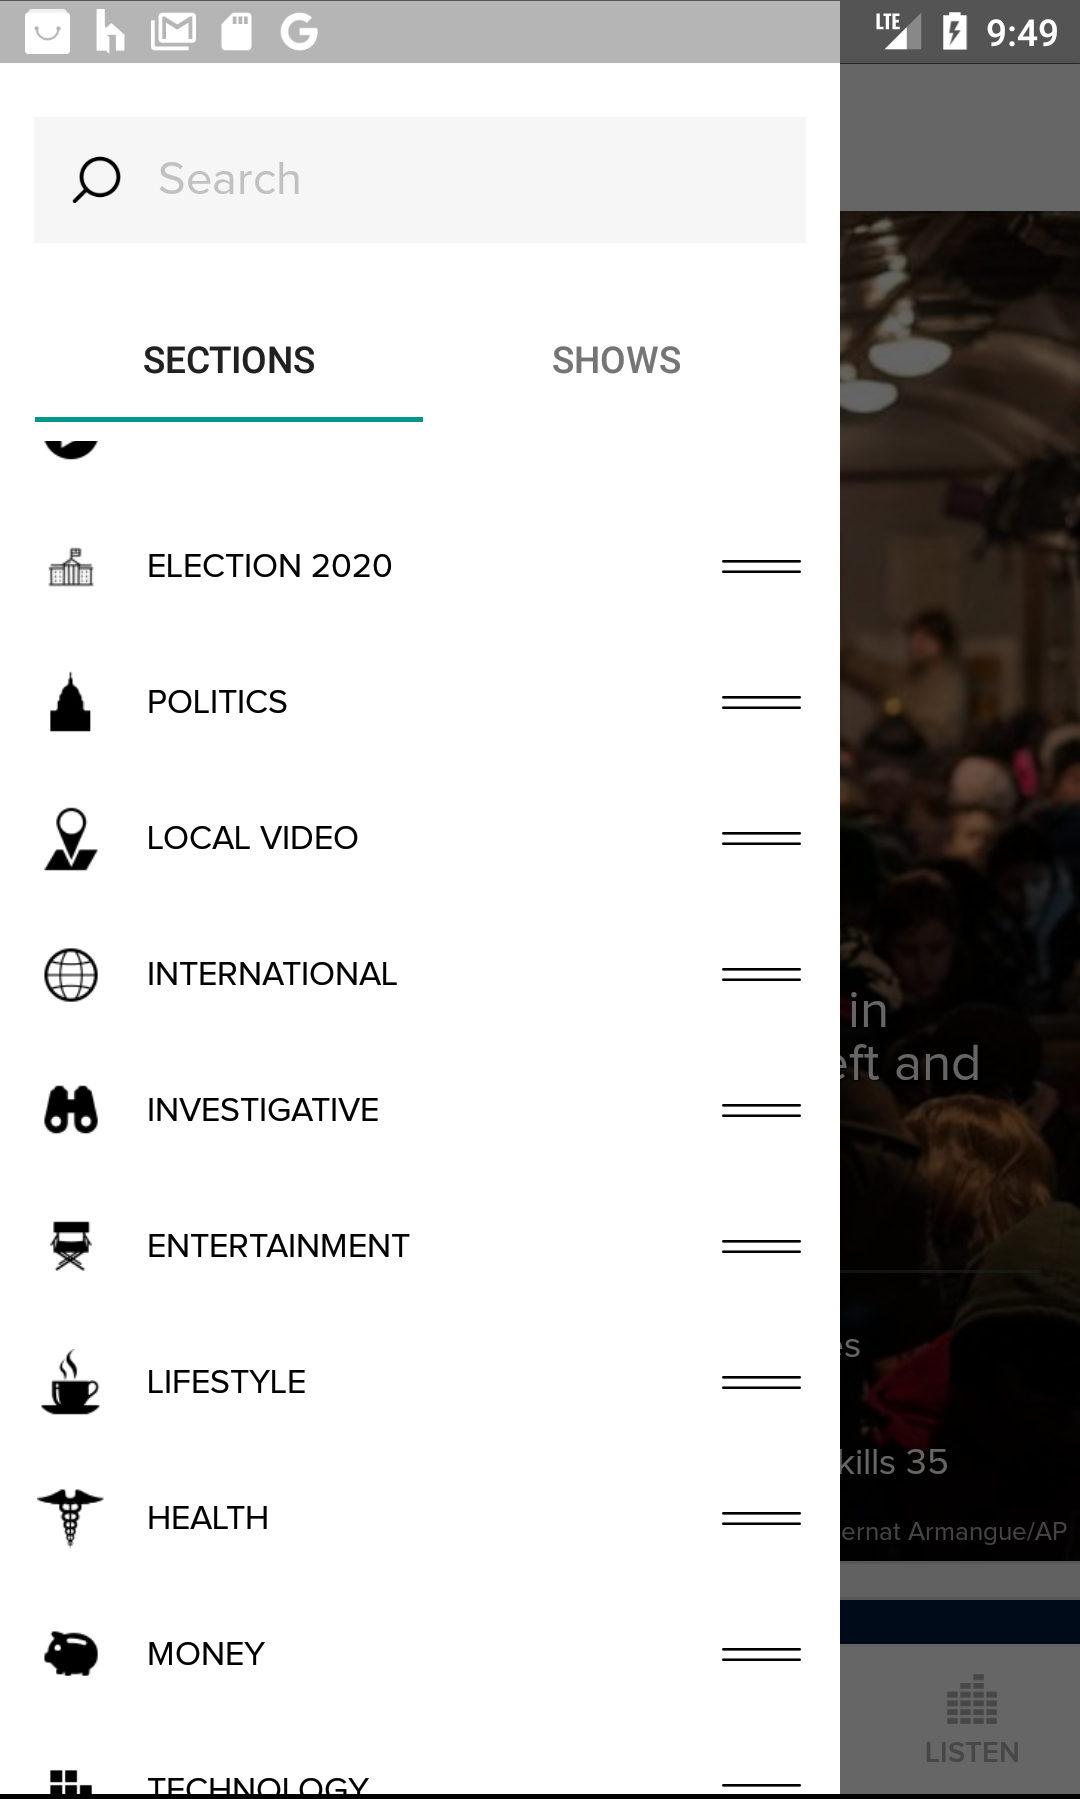 LTE 9:49
Search
SECTIONS SHOWS
ELECTION 2020
POLITICS
LOCAL VIDEO
INTERNATIONAL
in
eft and
INVESTIGATIVE
ENTERTAINMENT
es
LIFESTYLE
kills 35
HEALTH
ernat Armangue/AP
MONEY
LISTEN
TECHNOLOGY